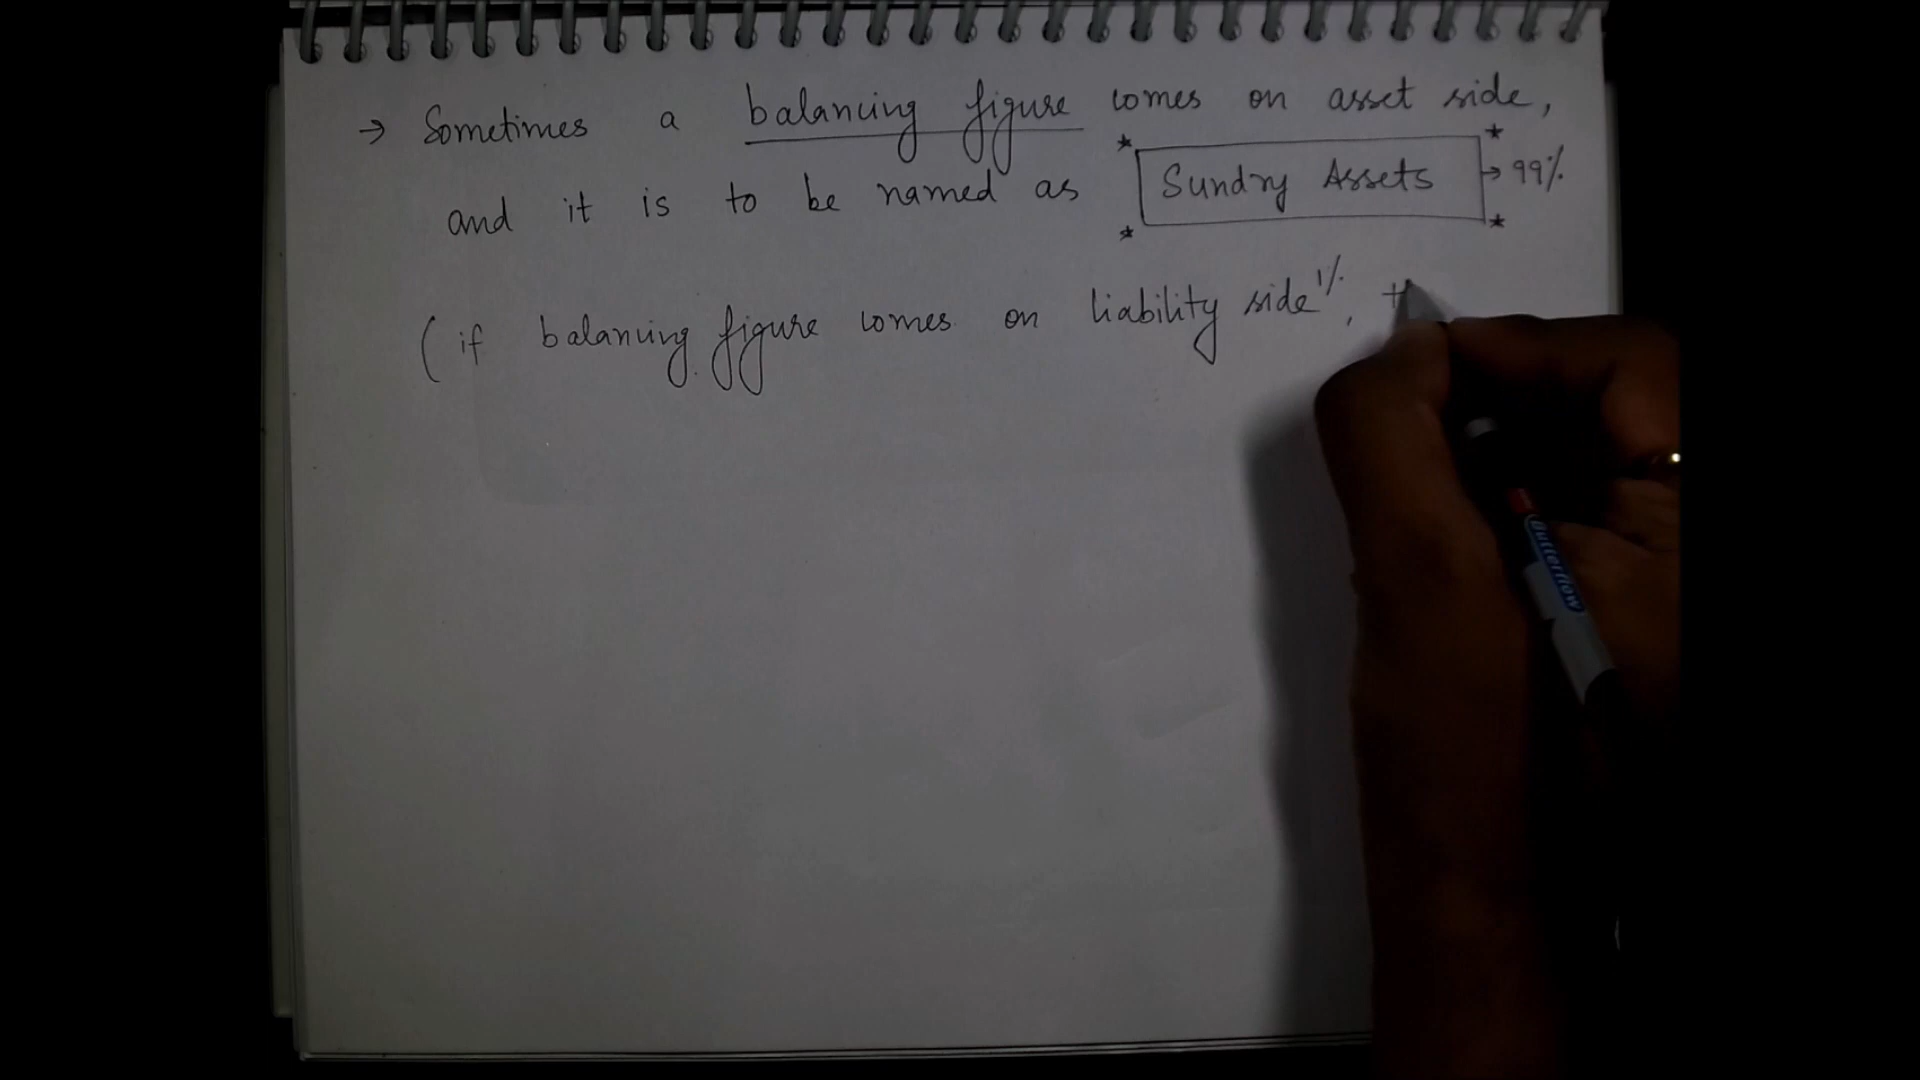 → Sometimes a balancing figure comes on asset side,
and it is to be named as Sundry Assets → 99%
(if balancing figure comes on liability side 1%,
Butterflow